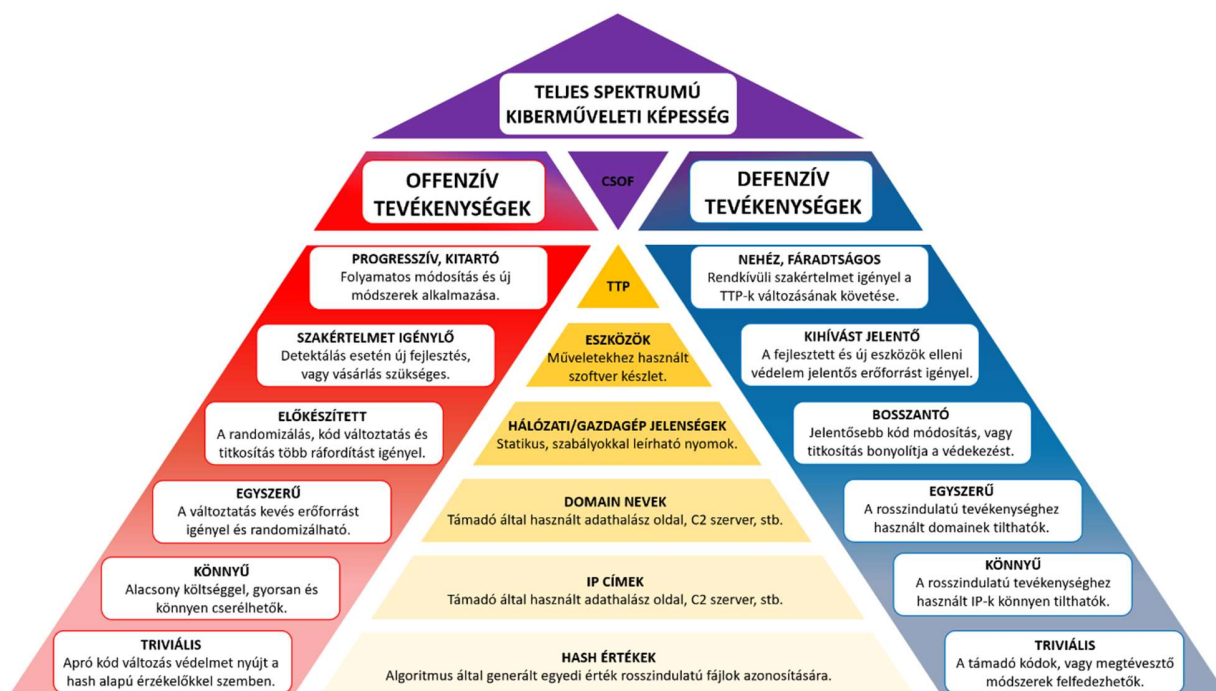 TELJES SPEKTRUMÚ
KIBERMŰVELETI KÉPESSÉG
OFFENZÍV
TEVÉKENYSÉGEK
CSOF
DEFENZÍV
TEVÉKENYSÉGEK
PROGRESSZÍV, KITARTÓ
Folyamatos módosítás és új
módszerek alkalmazása.
TTP
NEHÉZ, FÁRADTSÁGOS
Rendkívüli szakértelmet igényel a
TTP-k változásának követése.
SZAKÉRTELMET IGÉNYLŐ
Detektálás esetén új fejlesztés,
vagy vásárlás szükséges.
ESZKÖZÖK
Műveletekhez használt
szoftver készlet.
KIHÍVÁST JELENTŐ
A fejlesztett és új eszközök elleni
védelem jelentős erőforrást igényel.
ELŐKÉSZÍTETT
A randomizálás, kód változtatás és
titkosítás több ráfordítást igényel.
HÁLÓZATI/GAZDAGÉP JELENSÉGEK
Statikus, szabályokkal leírható nyomok.
BOSSZANTÓ
Jelentősebb kód módosítás, vagy
titkosítás bonyolítja a védekezést.
EGYSZERŰ
A változtatás kevés erőforrást
igényel és randomizálható.
DOMAIN NEVEK
Támadó által használt adathalász oldal, C2 szerver, stb.
EGYSZERŰ
A rosszindulatú tevékenységhez
használt domainek tilthatók.
KÖNNYŰ
Alacsony költséggel, gyorsan és
könnyen cserélhetők.
IP CÍMEK
Támadó által használt adathalász oldal, C2 szerver, stb.
KÖNNYŰ
A rosszindulatú tevékenységhez
használt IP-k könnyen tilthatók.
TRIVIÁLIS
Apró kód változás védelmet nyújt a
hash alapú érzékelőkkel szemben.
HASH ÉRTÉKEK
Algoritmus által generált egyedi érték rosszindulatú fájlok azonosítására.
TRIVIÁLIS
A támadó kódok, vagy megtévesztő
módszerek felfedezhetők.